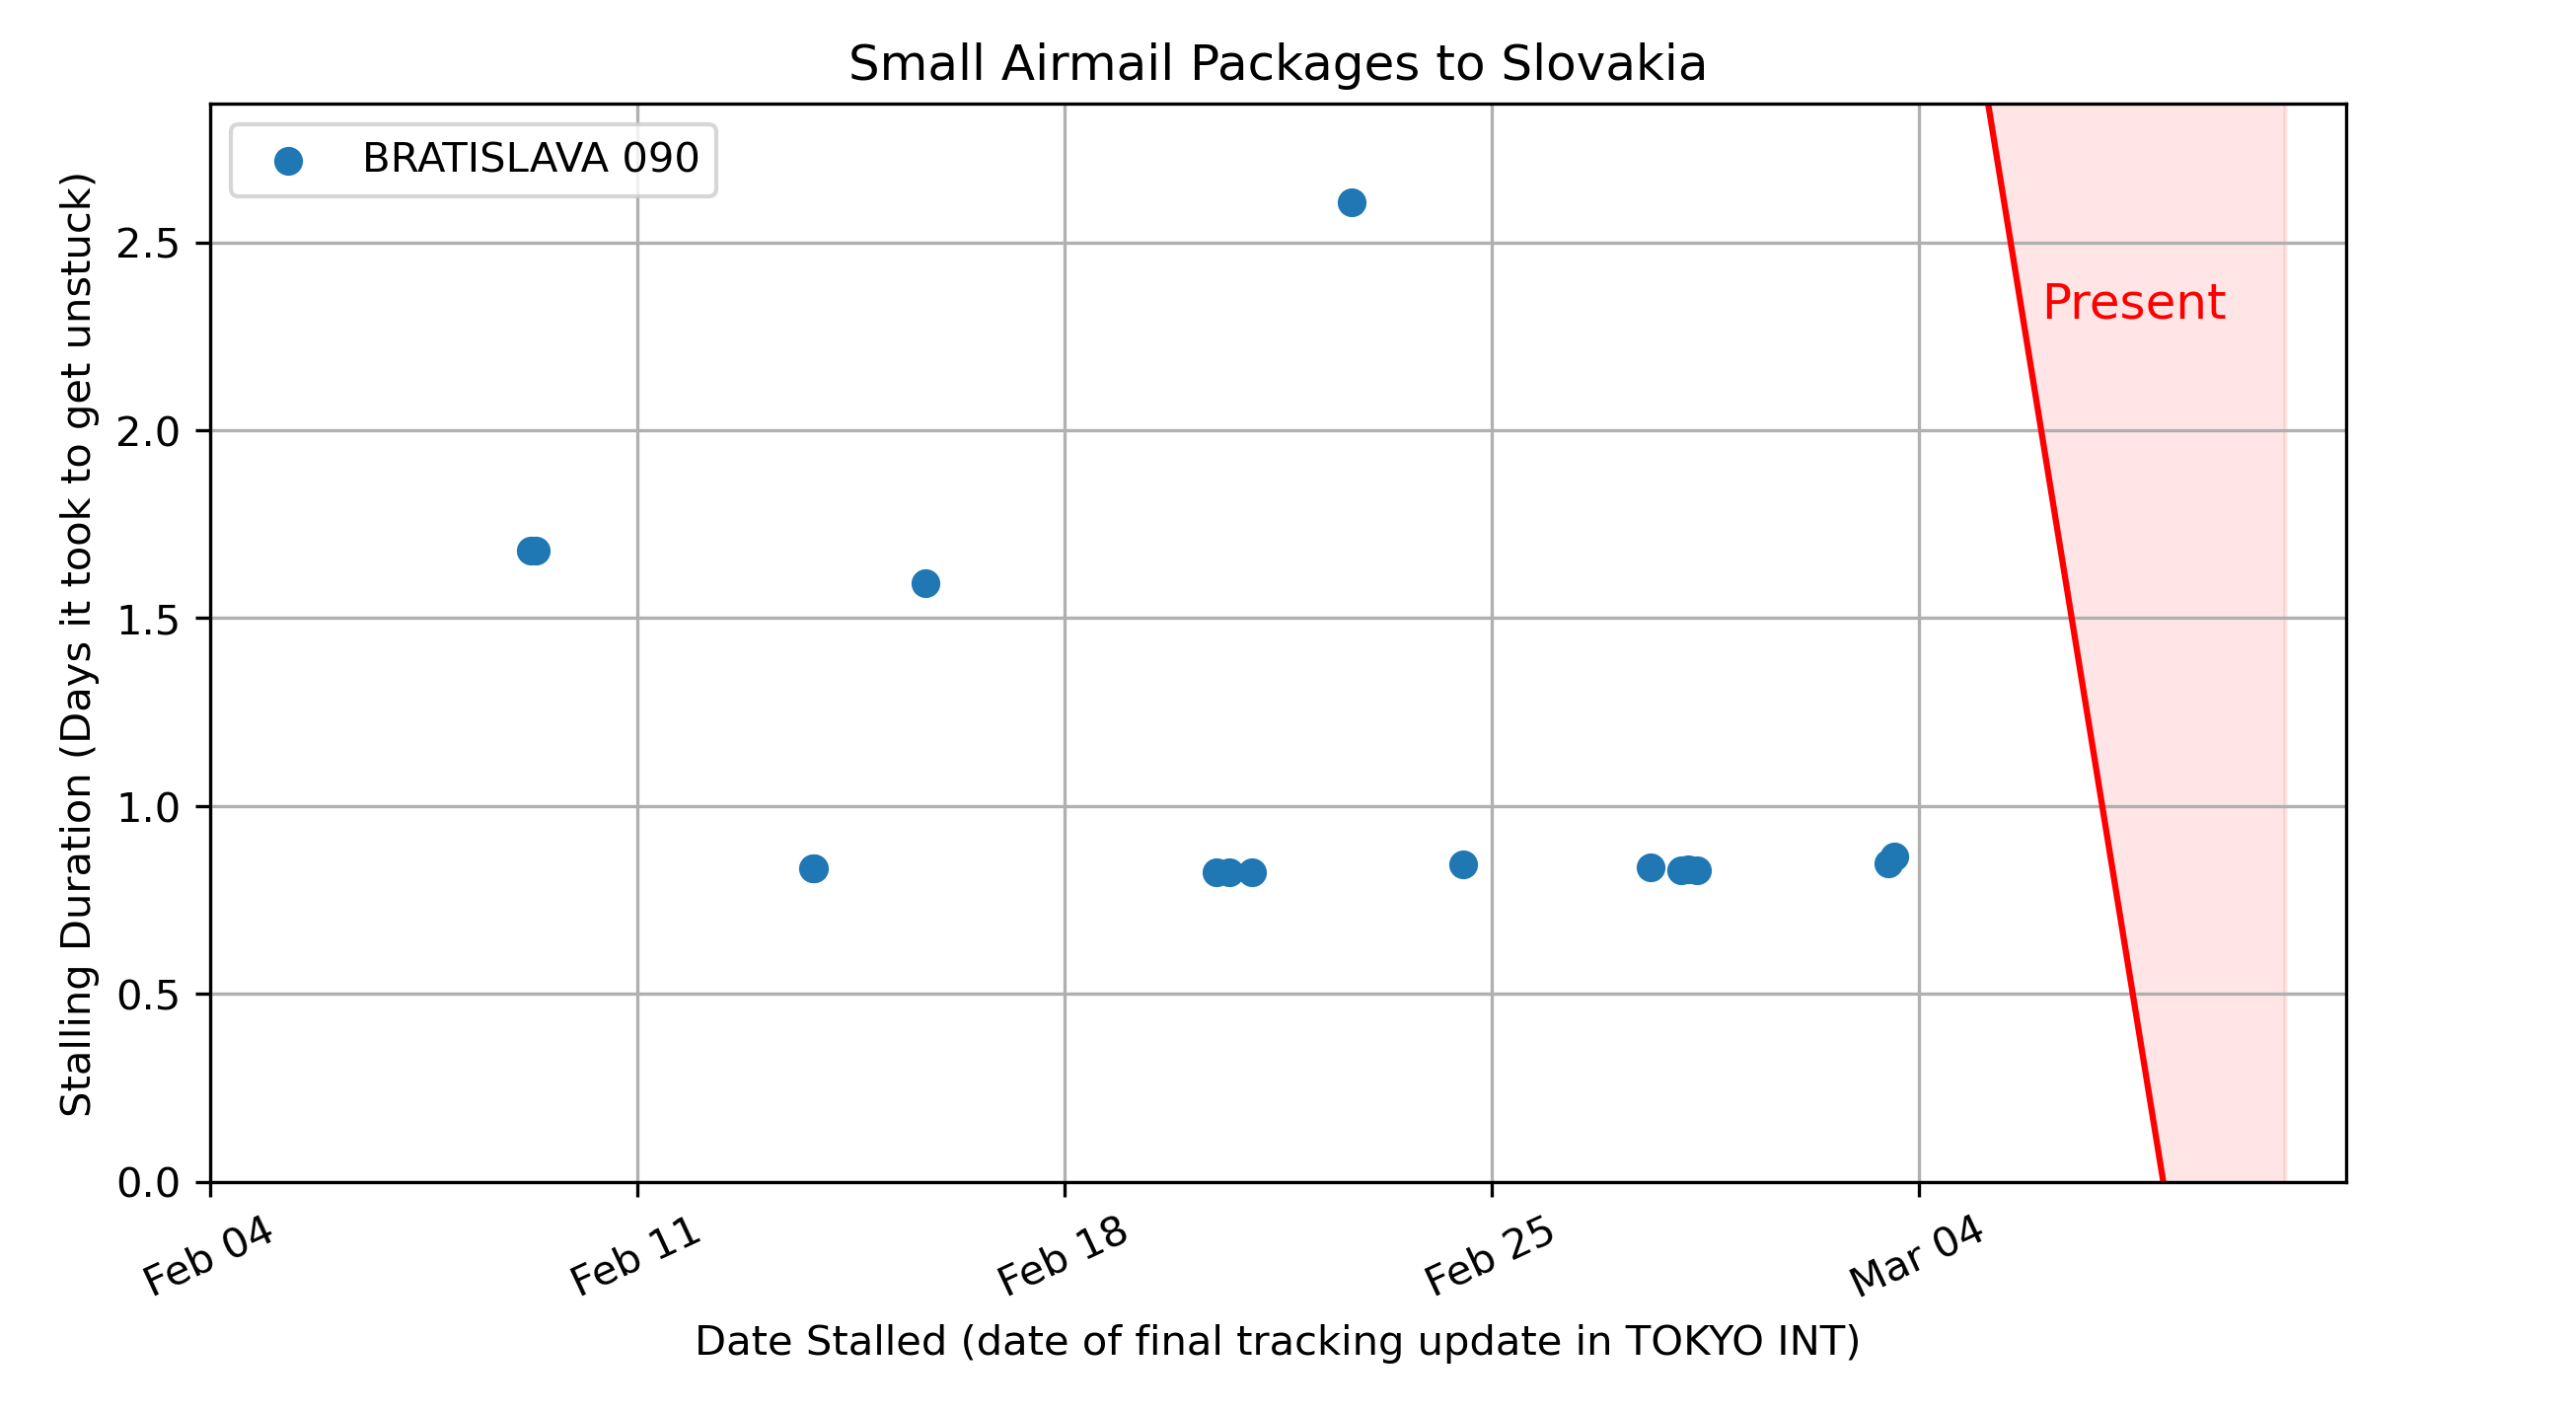 Small Airmail Packages to Slovakia
BRATISLAVA 090
Present
Stalling Duration (Days it took to get unstuck)
2.5
2.0
1.5
1.0
0.5
0.0
Feb 04
Feb 11
Feb 18
Feb 25
Mar 04
Date Stalled (date of final tracking update in TOKYO INT)